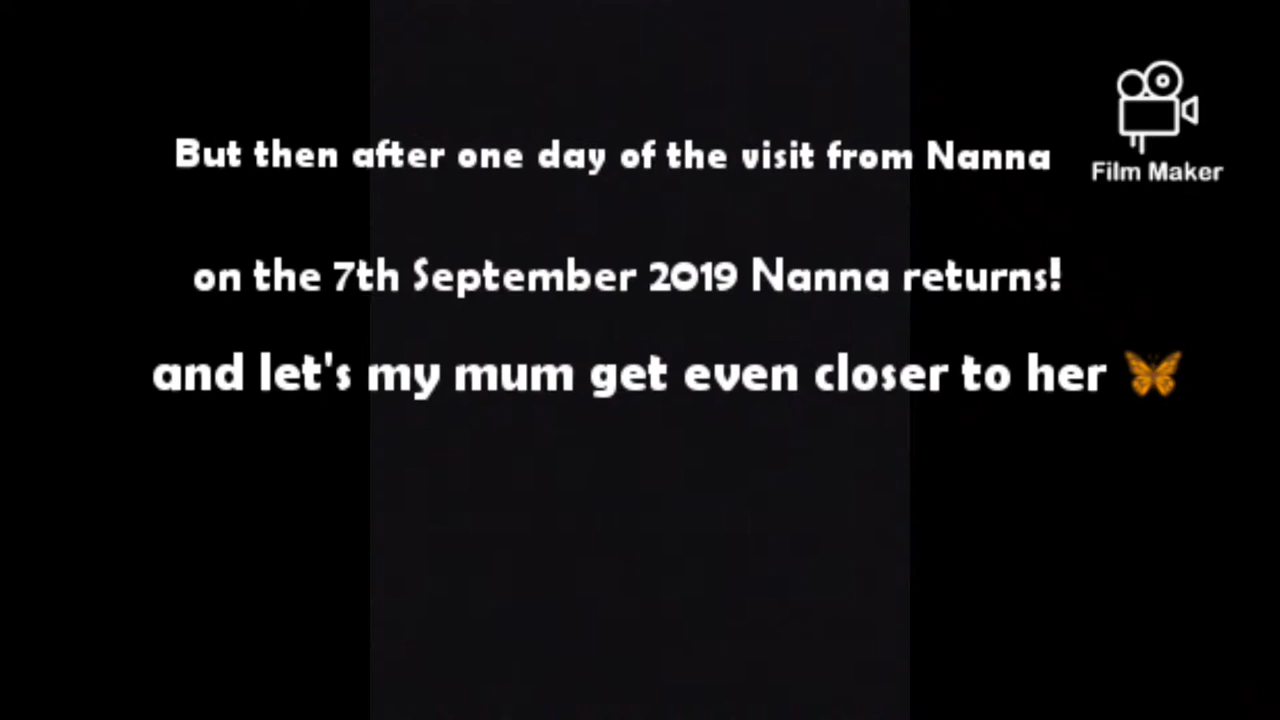 But then after one day of the visit from Nanna
Film Maker
on the 7th September 2019 Nanna returns!
and let's my mum get even closer to her 🦋